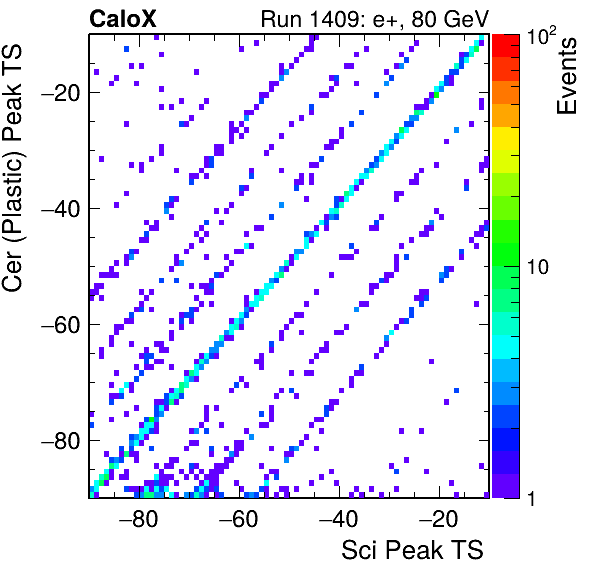 CaloX Run 1409: e+, 80 GeV
Cer (Plastic) Peak TS
−20
−40
−60
−80
−80 −60 −40 −20
Sci Peak TS
10²
10
1
Events